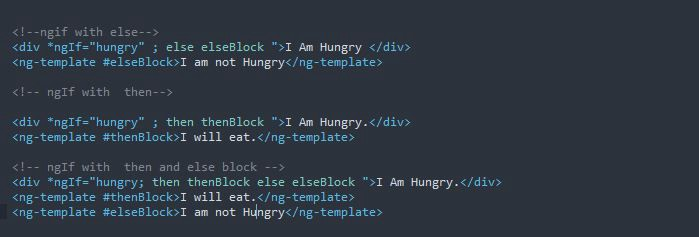 <!--ngif with else-->
<div *ngIf="hungry" ; else elseBlock ">I Am Hungry </div>
<ng-template #elseBlock>I am not Hungry</ng-template>
<!-- ngIf with  then-->
<div *ngIf="hungry" ; then thenBlock ">I Am Hungry.</div>
<ng-template #thenBlock>I will eat.</ng-template>
<!-- ngIf with  then and else block -->
<div *ngIf="hungry; then thenBlock else elseBlock ">I Am Hungry.</div>
<ng-template #thenBlock>I will eat.</ng-template>
<ng-template #elseBlock>I am not Hungry</ng-template>